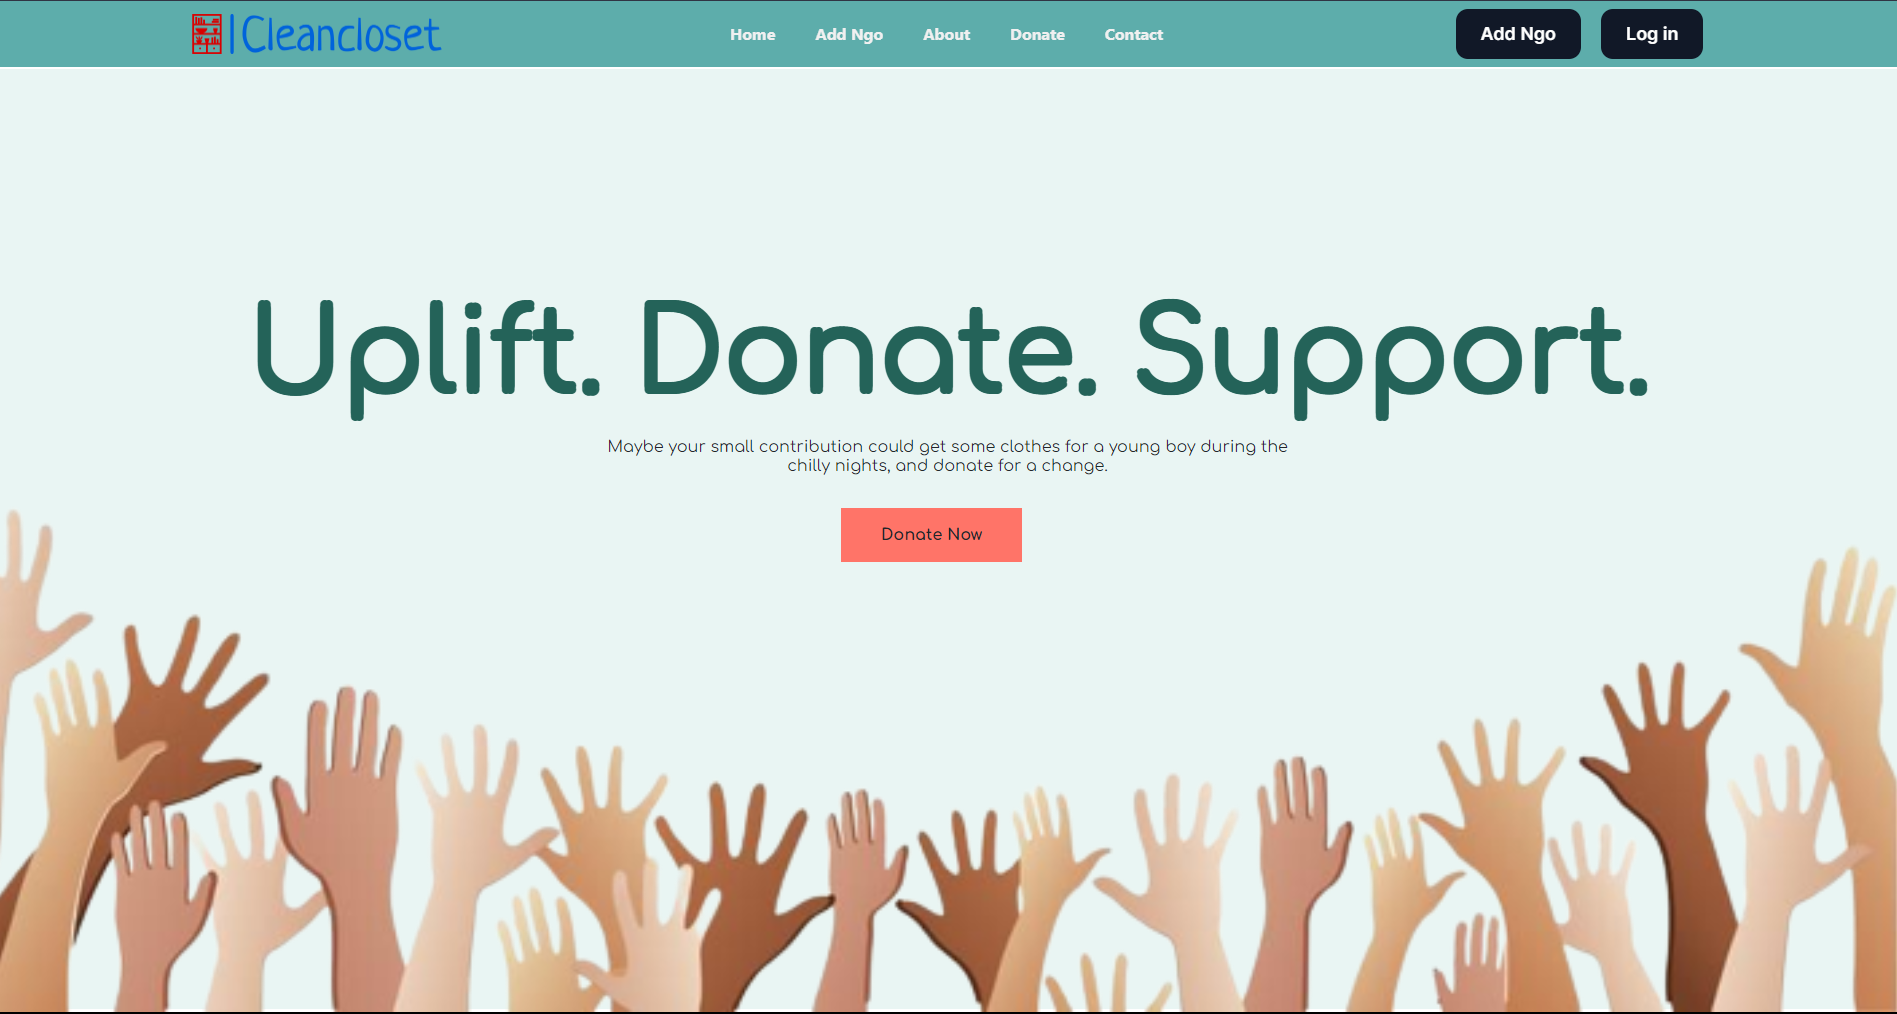 Cleancloset
Home Add Ngo About Donate Contact
Add Ngo Log in
Uplift. Donate. Support.
Maybe your small contribution could get some clothes for a young boy during the
chilly nights, and donate for a change.
Donate Now